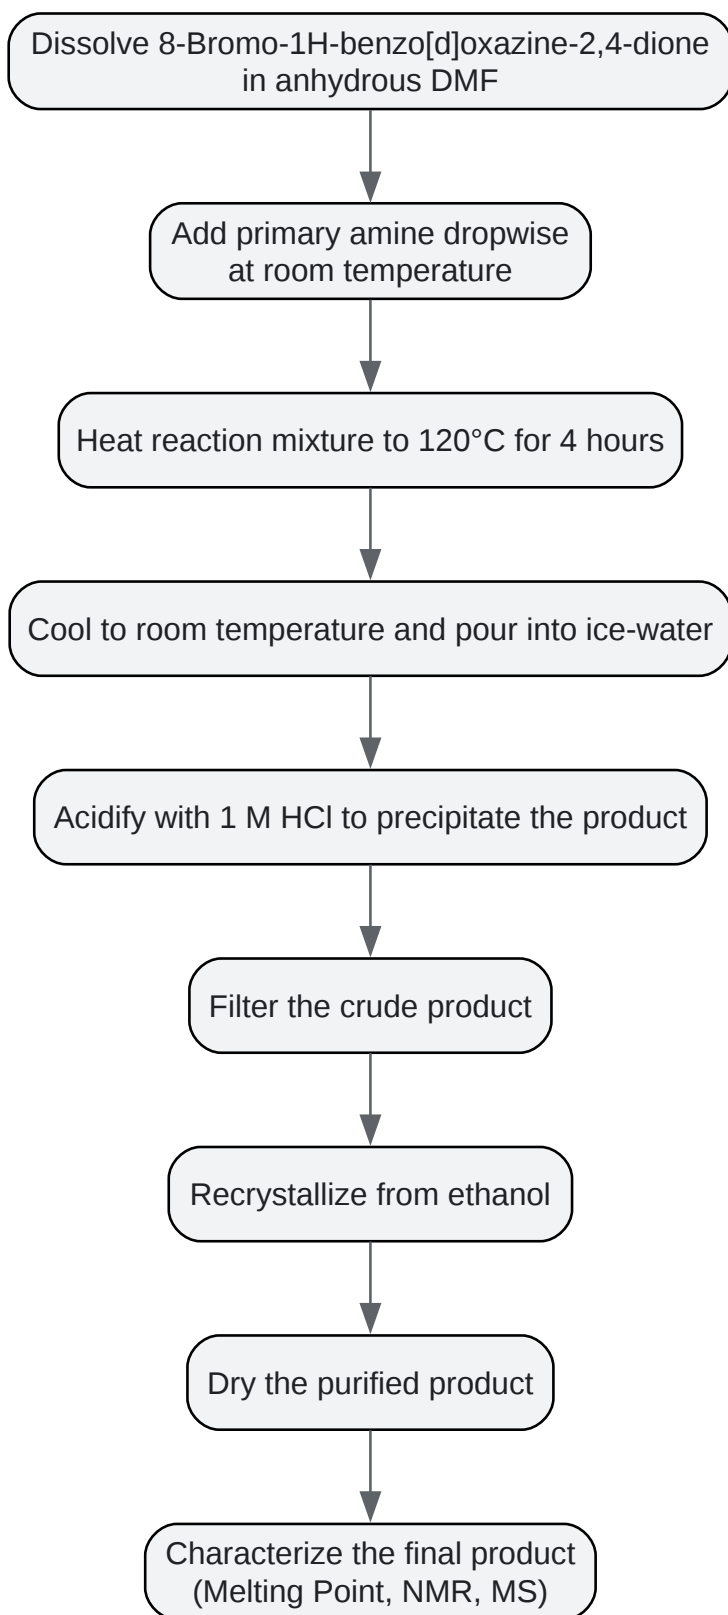 Dissolve 8-Bromo-1H-benzo[d]oxazine-2,4-dione
in anhydrous DMF
Add primary amine dropwise
at room temperature
Heat reaction mixture to 120°C for 4 hours
Cool to room temperature and pour into ice-water
Acidify with 1 M HCl to precipitate the product
Filter the crude product
Recrystallize from ethanol
Dry the purified product
Characterize the final product
(Melting Point, NMR, MS)